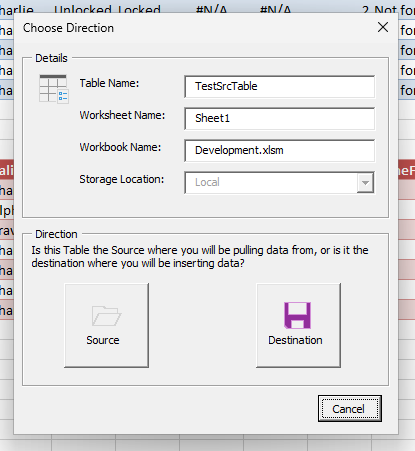 harlie Unlocked Locked #N/A #N/A 2 Not for
Choose Direction
Details
Table Name: TestSrcTable
Worksheet Name: Sheet1
Workbook Name: Development.xlsm
Storage Location: Local
Direction
Is this Table the Source where you will be pulling data from, or is it the
destination where you will be inserting data?
Source Destination
Cancel